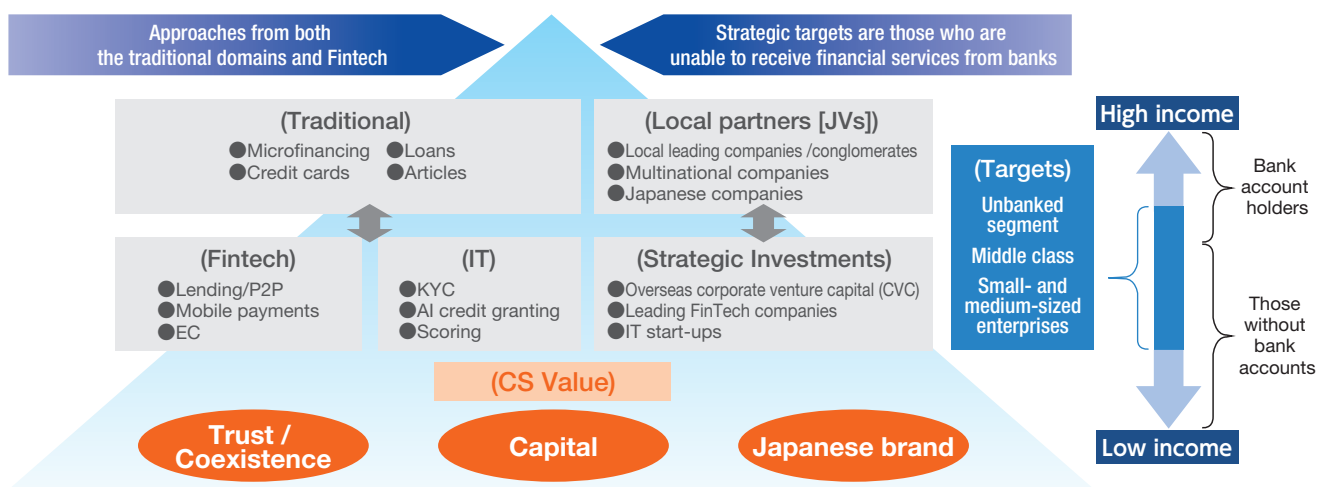 Approaches from both
the traditional domains and Fintech
Strategic targets are those who are
unable to receive financial services from banks
(Traditional)
●Microfinancing ●Loans
●Credit cards ●Articles
(Local partners [JVs])
●Local leading companies /conglomerates
●Multinational companies
●Japanese companies
(Fintech)
●Lending/P2P
●Mobile payments
●EC
(IT)
●KYC
●AI credit granting
●Scoring
(Strategic Investments)
●Overseas corporate venture capital (CVC)
●Leading FinTech companies
●IT start-ups
(CS Value)
Trust /
Coexistence
Capital
Japanese brand
(Targets)
Unbanked
segment
Middle class
Small- and
medium-sized
enterprises
High income
Bank
account
holders
Those
without
bank
accounts
Low income